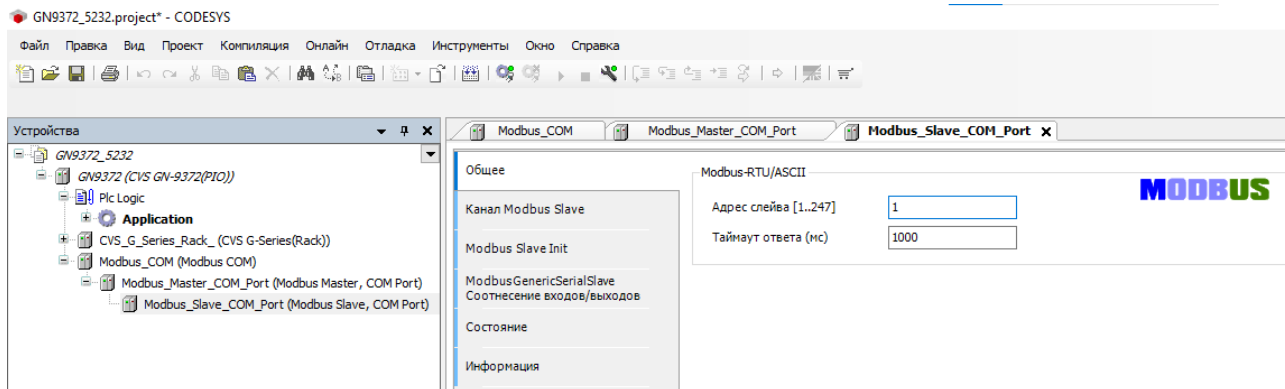 GN9372_5232.project* - CODESYS
Файл Правка Вид Проект Компиляция Онлайн Отладка Инструменты Окно Справка
Устройства
Modbus_COM Modbus_Master_COM_Port Modbus_Slave_COM_Port
GN9372_5232
GN9372 (CVS GN-9372(PIO))
Plc Logic
Application
CVS_G_Series_Rack_ (CVS G-Series(Rack))
Modbus_COM (Modbus COM)
Modbus_Master_COM_Port (Modbus Master, COM Port)
Modbus_Slave_COM_Port (Modbus Slave, COM Port)
Общее
Канал Modbus Slave
Modbus Slave Init
ModbusGenericSerialSlave
Соотнесение входов/выходов
Состояние
Информация
Modbus-RTU/ASCII
Адрес слейва [1..247] 1
Таймаут ответа (мс) 1000
MODBUS